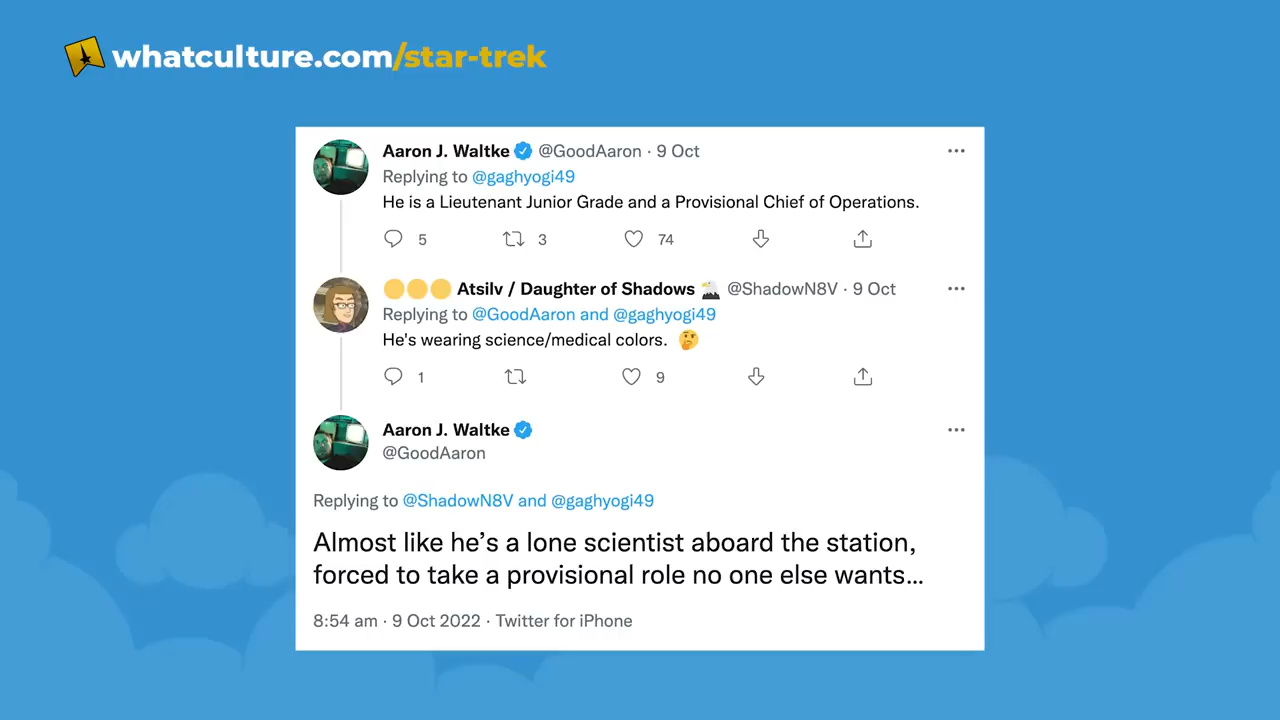 whatculture.com/star-trek
Aaron J. Waltke @GoodAaron · 9 Oct
Replying to @gaghyogi49
He is a Lieutenant Junior Grade and a Provisional Chief of Operations.
5 3 74
Atsilv / Daughter of Shadows @ShadowN8V · 9 Oct
Replying to @GoodAaron and @gaghyogi49
He's wearing science/medical colors. 🤔
1 9
Aaron J. Waltke
@GoodAaron
Replying to @ShadowN8V and @gaghyogi49
Almost like he’s a lone scientist aboard the station,
forced to take a provisional role no one else wants...
8:54 am · 9 Oct 2022 · Twitter for iPhone